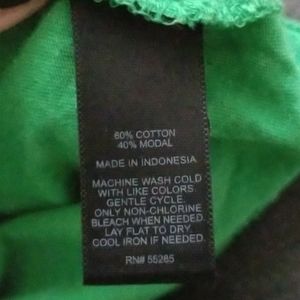 60% COTTON
40% MODAL
MADE IN INDONESIA
MACHINE WASH COLD
WITH LIKE COLORS.
GENTLE CYCLE.
ONLY NON-CHLORINE
BLEACH WHEN NEEDED.
LAY FLAT TO DRY.
COOL IRON IF NEEDED.
RN# 55285